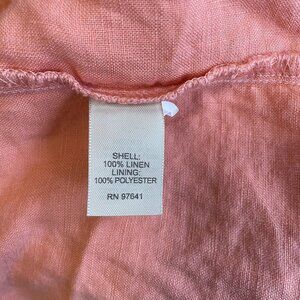 SHELL:
100% LINEN
LINING:
100% POLYESTER
RN 97641